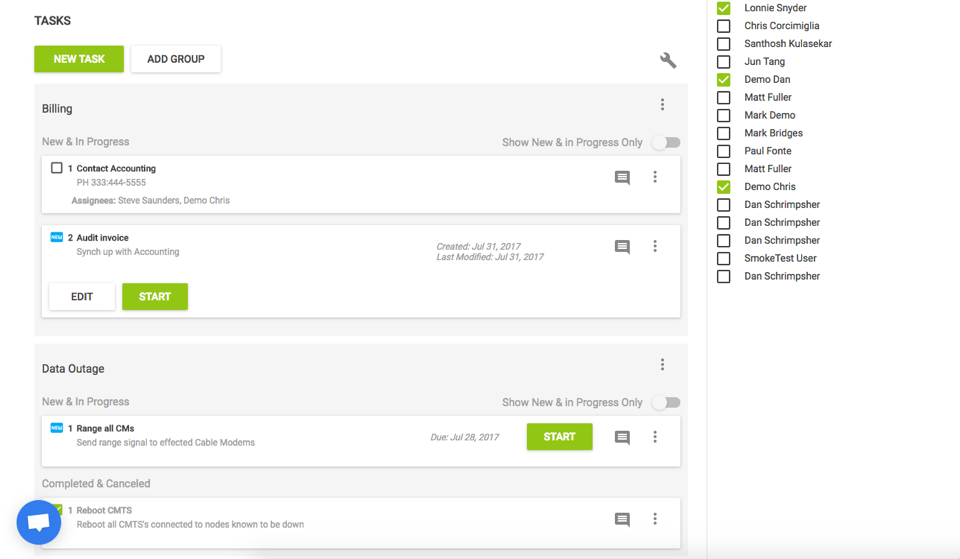 TASKS
NEW TASK
ADD GROUP
Billing
New & In Progress
Show New & in Progress Only
1 Contact Accounting
PH 333:444-5555
Assignees: Steve Saunders, Demo Chris
NEW 2 Audit invoice
Synch up with Accounting
Created: Jul 31, 2017
Last Modified: Jul 31, 2017
EDIT
START
Data Outage
New & In Progress
Show New & in Progress Only
NEW 1 Range all CMs
Send range signal to effected Cable Modems
Due: Jul 28, 2017
START
Completed & Canceled
1 Reboot CMTS
Reboot all CMTS's connected to nodes known to be down
Lonnie Snyder
Chris Corcimiglia
Santhosh Kulasekar
Jun Tang
Demo Dan
Matt Fuller
Mark Demo
Mark Bridges
Paul Fonte
Matt Fuller
Demo Chris
Dan Schrimpsher
Dan Schrimpsher
Dan Schrimpsher
SmokeTest User
Dan Schrimpsher